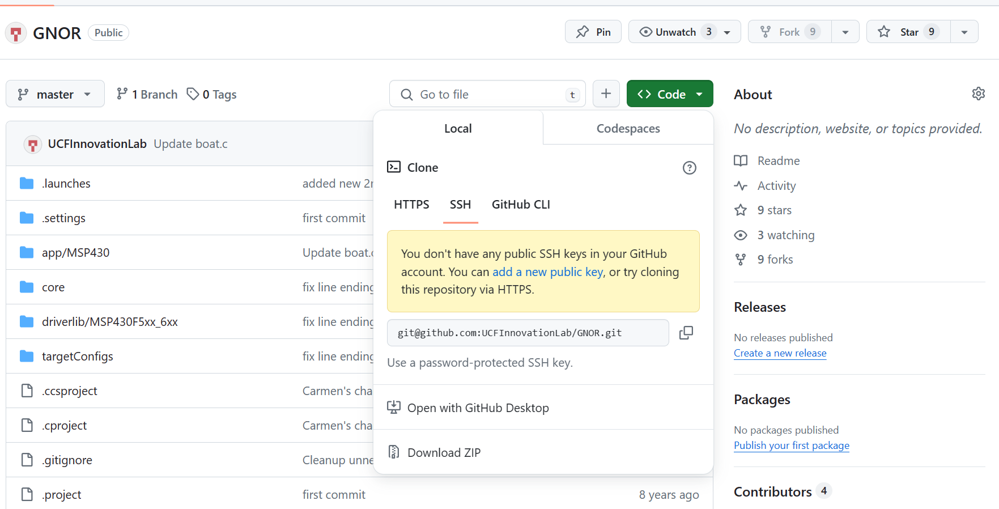 GNOR Public
Pin
Unwatch 3
Fork 9
Star 9
master
1 Branch
0 Tags
Go to file t
Code
UCFInnovationLab Update boat.c
.launches added new 2
.settings first commit
app/MSP430 Update boat.
core fix line ending
driverlib/MSP430F5xx_6xx fix line ending
targetConfigs fix line ending
.ccsproject Carmen's cha
.cproject Carmen's cha
.gitignore Cleanup unne
.project first commit 8 years ago
Local Codespaces
Clone
HTTPS SSH GitHub CLI
You don't have any public SSH keys in your GitHub
account. You can add a new public key, or try cloning
this repository via HTTPS.
git@github.com:UCFInnovationLab/GNOR.git
Use a password-protected SSH key.
Open with GitHub Desktop
Download ZIP
About
No description, website, or topics provided.
Readme
Activity
9 stars
3 watching
9 forks
Releases
No releases published
Create a new release
Packages
No packages published
Publish your first package
Contributors 4